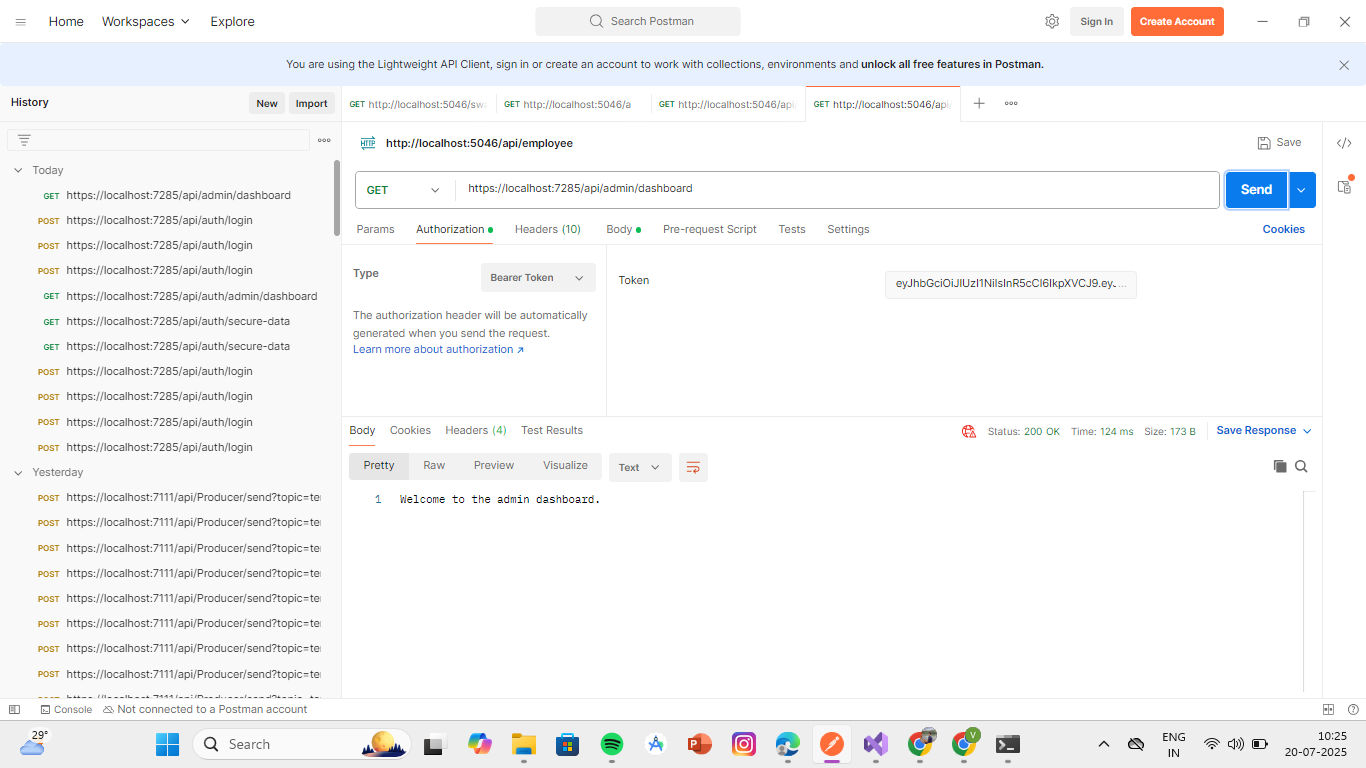 Home Workspaces Explore Search Postman Sign In Create Account
You are using the Lightweight API Client, sign in or create an account to work with collections, environments and unlock all free features in Postman.
History New Import
GET http://localhost:5046/sw GET http://localhost:5046/a GET http://localhost:5046/api GET http://localhost:5046/api
HTTP http://localhost:5046/api/employee Save
GET https://localhost:7285/api/admin/dashboard Send
Params Authorization Headers (10) Body Pre-request Script Tests Settings Cookies
Type Bearer Token
The authorization header will be automatically
generated when you send the request.
Learn more about authorization ↗
Token eyJhbGciOiJIUzI1NiIsInR5cCI6IkpXVCJ9.eyJ...
Today
GET https://localhost:7285/api/admin/dashboard
POST https://localhost:7285/api/auth/login
POST https://localhost:7285/api/auth/login
POST https://localhost:7285/api/auth/login
GET https://localhost:7285/api/auth/admin/dashboard
GET https://localhost:7285/api/auth/secure-data
GET https://localhost:7285/api/auth/secure-data
POST https://localhost:7285/api/auth/login
POST https://localhost:7285/api/auth/login
POST https://localhost:7285/api/auth/login
POST https://localhost:7285/api/auth/login
Yesterday
POST https://localhost:7111/api/Producer/send?topic=te
POST https://localhost:7111/api/Producer/send?topic=te
POST https://localhost:7111/api/Producer/send?topic=te
POST https://localhost:7111/api/Producer/send?topic=te
POST https://localhost:7111/api/Producer/send?topic=te
POST https://localhost:7111/api/Producer/send?topic=te
POST https://localhost:7111/api/Producer/send?topic=te
POST https://localhost:7111/api/Producer/send?topic=te
Body Cookies Headers (4) Test Results Status: 200 OK Time: 124 ms Size: 173 B Save Response
Pretty Raw Preview Visualize Text
1 Welcome to the admin dashboard.
Console Not connected to a Postman account
29° Search ENG 10:25
IN 20-07-2025